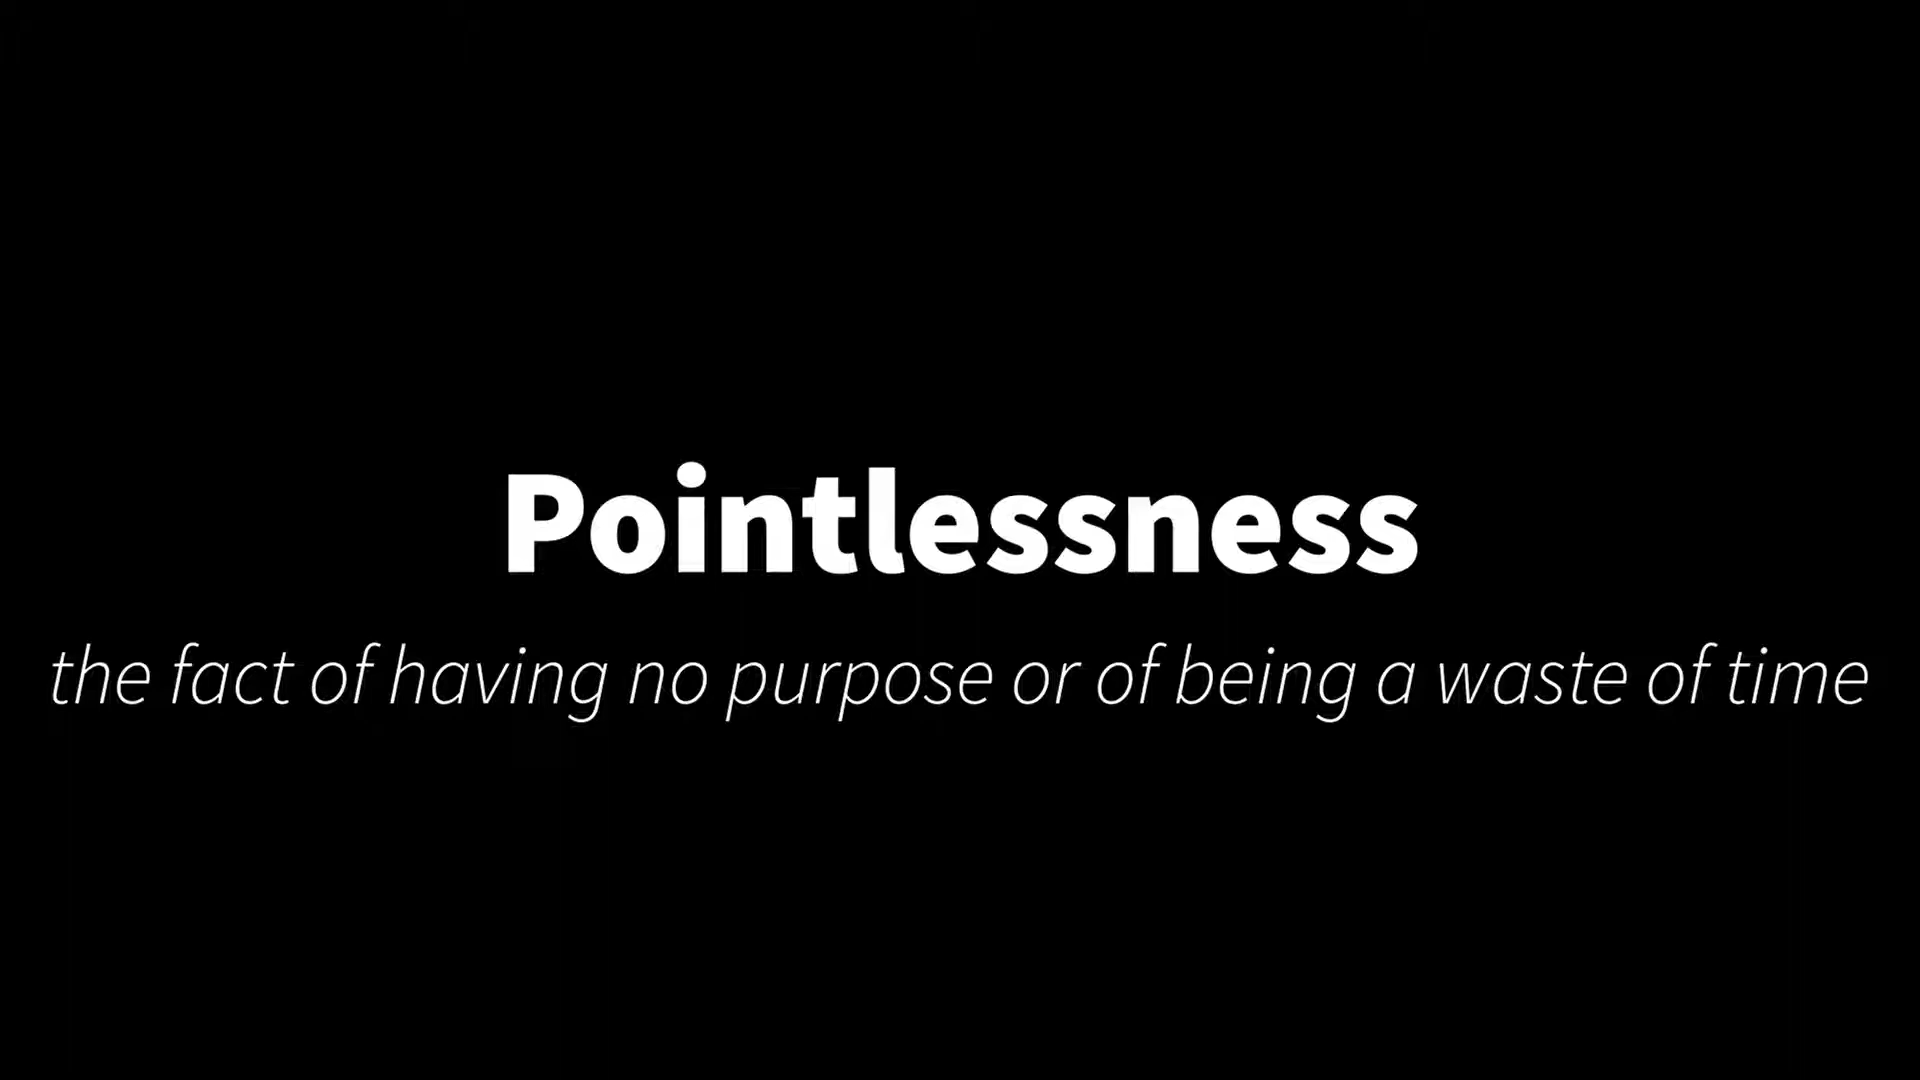 Pointlessness
the fact of having no purpose or of being a waste of time